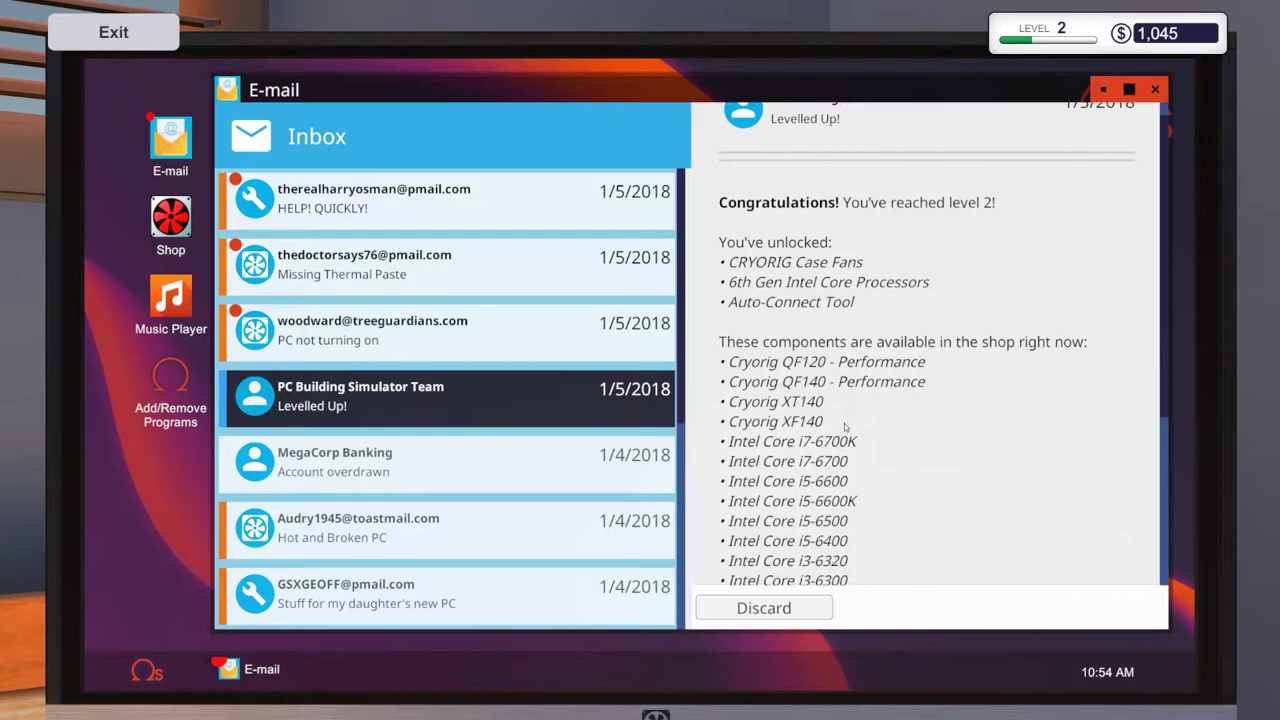 Exit
LEVEL 2
$ 1,045
E-mail
Inbox
E-mail
Shop
Music Player
Add/Remove
Programs
therealharryosman@pmail.com 1/5/2018
HELP! QUICKLY!
thedoctorsays76@pmail.com 1/5/2018
Missing Thermal Paste
woodward@treeguardians.com 1/5/2018
PC not turning on
PC Building Simulator Team 1/5/2018
Levelled Up!
MegaCorp Banking 1/4/2018
Account overdrawn
Audry1945@toastmail.com 1/4/2018
Hot and Broken PC
GSXGEOFF@pmail.com 1/4/2018
Stuff for my daughter's new PC
1/5/2018
Levelled Up!
Congratulations! You've reached level 2!
You've unlocked:
• CRYORIG Case Fans
• 6th Gen Intel Core Processors
• Auto-Connect Tool
These components are available in the shop right now:
• Cryorig QF120 - Performance
• Cryorig QF140 - Performance
• Cryorig XT140
• Cryorig XF140
• Intel Core i7-6700K
• Intel Core i7-6700
• Intel Core i5-6600
• Intel Core i5-6600K
• Intel Core i5-6500
• Intel Core i5-6400
• Intel Core i3-6320
• Intel Core i3-6300
Discard
Ωs
E-mail
10:54 AM